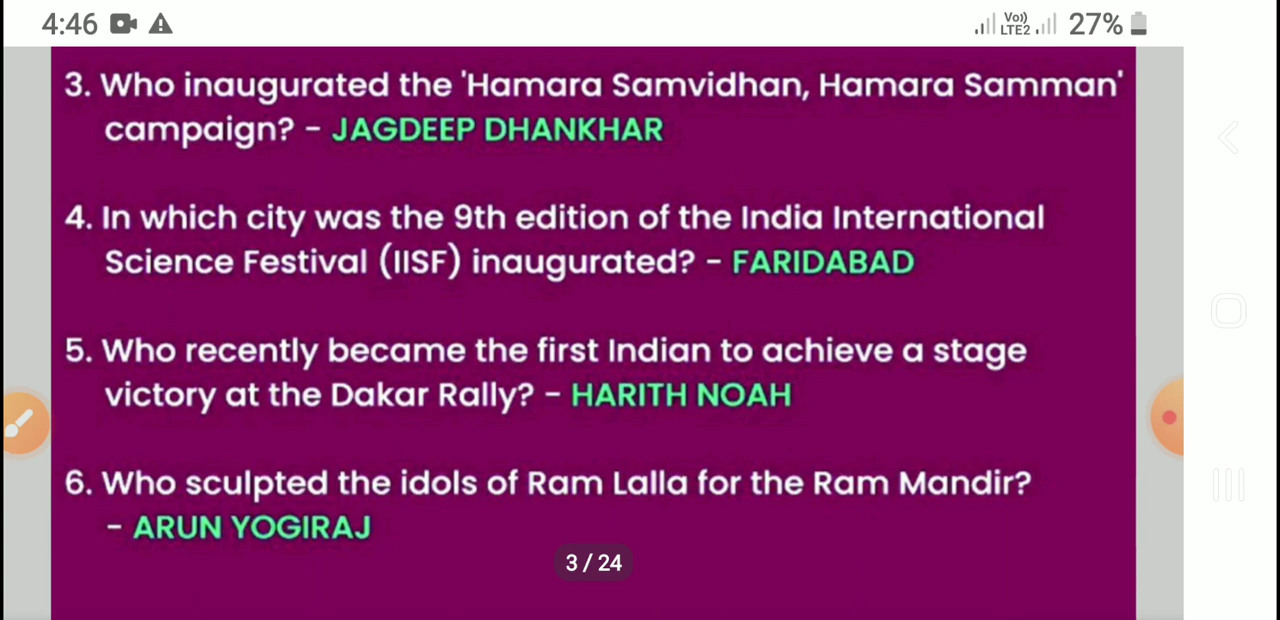 4:46
Vo)) LTE2 27%
3. Who inaugurated the 'Hamara Samvidhan, Hamara Samman'
campaign? - JAGDEEP DHANKHAR
4. In which city was the 9th edition of the India International
Science Festival (IISF) inaugurated? - FARIDABAD
5. Who recently became the first Indian to achieve a stage
victory at the Dakar Rally? - HARITH NOAH
6. Who sculpted the idols of Ram Lalla for the Ram Mandir?
- ARUN YOGIRAJ
3 / 24